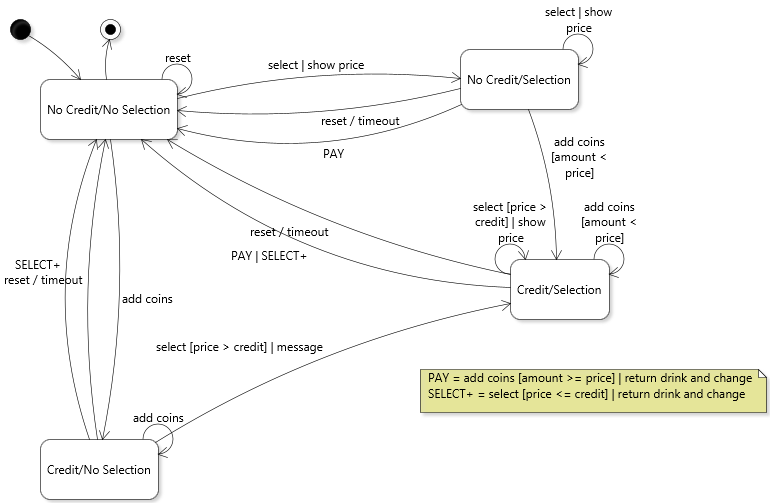 select | show
price
reset
select | show price
No Credit/Selection
No Credit/No Selection
reset / timeout
PAY
add coins
[amount <
price]
select [price >
credit] | show
price
add coins
[amount <
price]
reset / timeout
PAY | SELECT+
SELECT+
reset / timeout
Credit/Selection
add coins
select [price > credit] | message
PAY = add coins [amount >= price] | return drink and change
SELECT+ = select [price <= credit] | return drink and change
add coins
Credit/No Selection